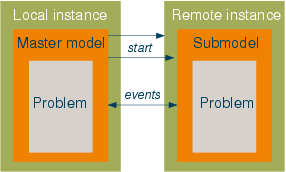 Local instance
Remote instance
Master model
Submodel
start
Problem
events
Problem